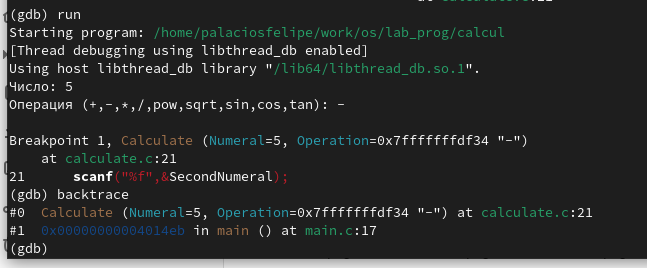 (gdb) run
Starting program: /home/palaciosfelipe/work/os/lab_prog/calcul
[Thread debugging using libthread_db enabled]
Using host libthread_db library "/lib64/libthread_db.so.1".
Число: 5
Операция (+,-,*,/,pow,sqrt,sin,cos,tan): -

Breakpoint 1, Calculate (Numeral=5, Operation=0x7fffffffdf34 "-")
    at calculate.c:21
21      scanf("%f",&SecondNumeral);
(gdb) backtrace
#0  Calculate (Numeral=5, Operation=0x7fffffffdf34 "-") at calculate.c:21
#1  0x00000000004014eb in main () at main.c:17
(gdb)